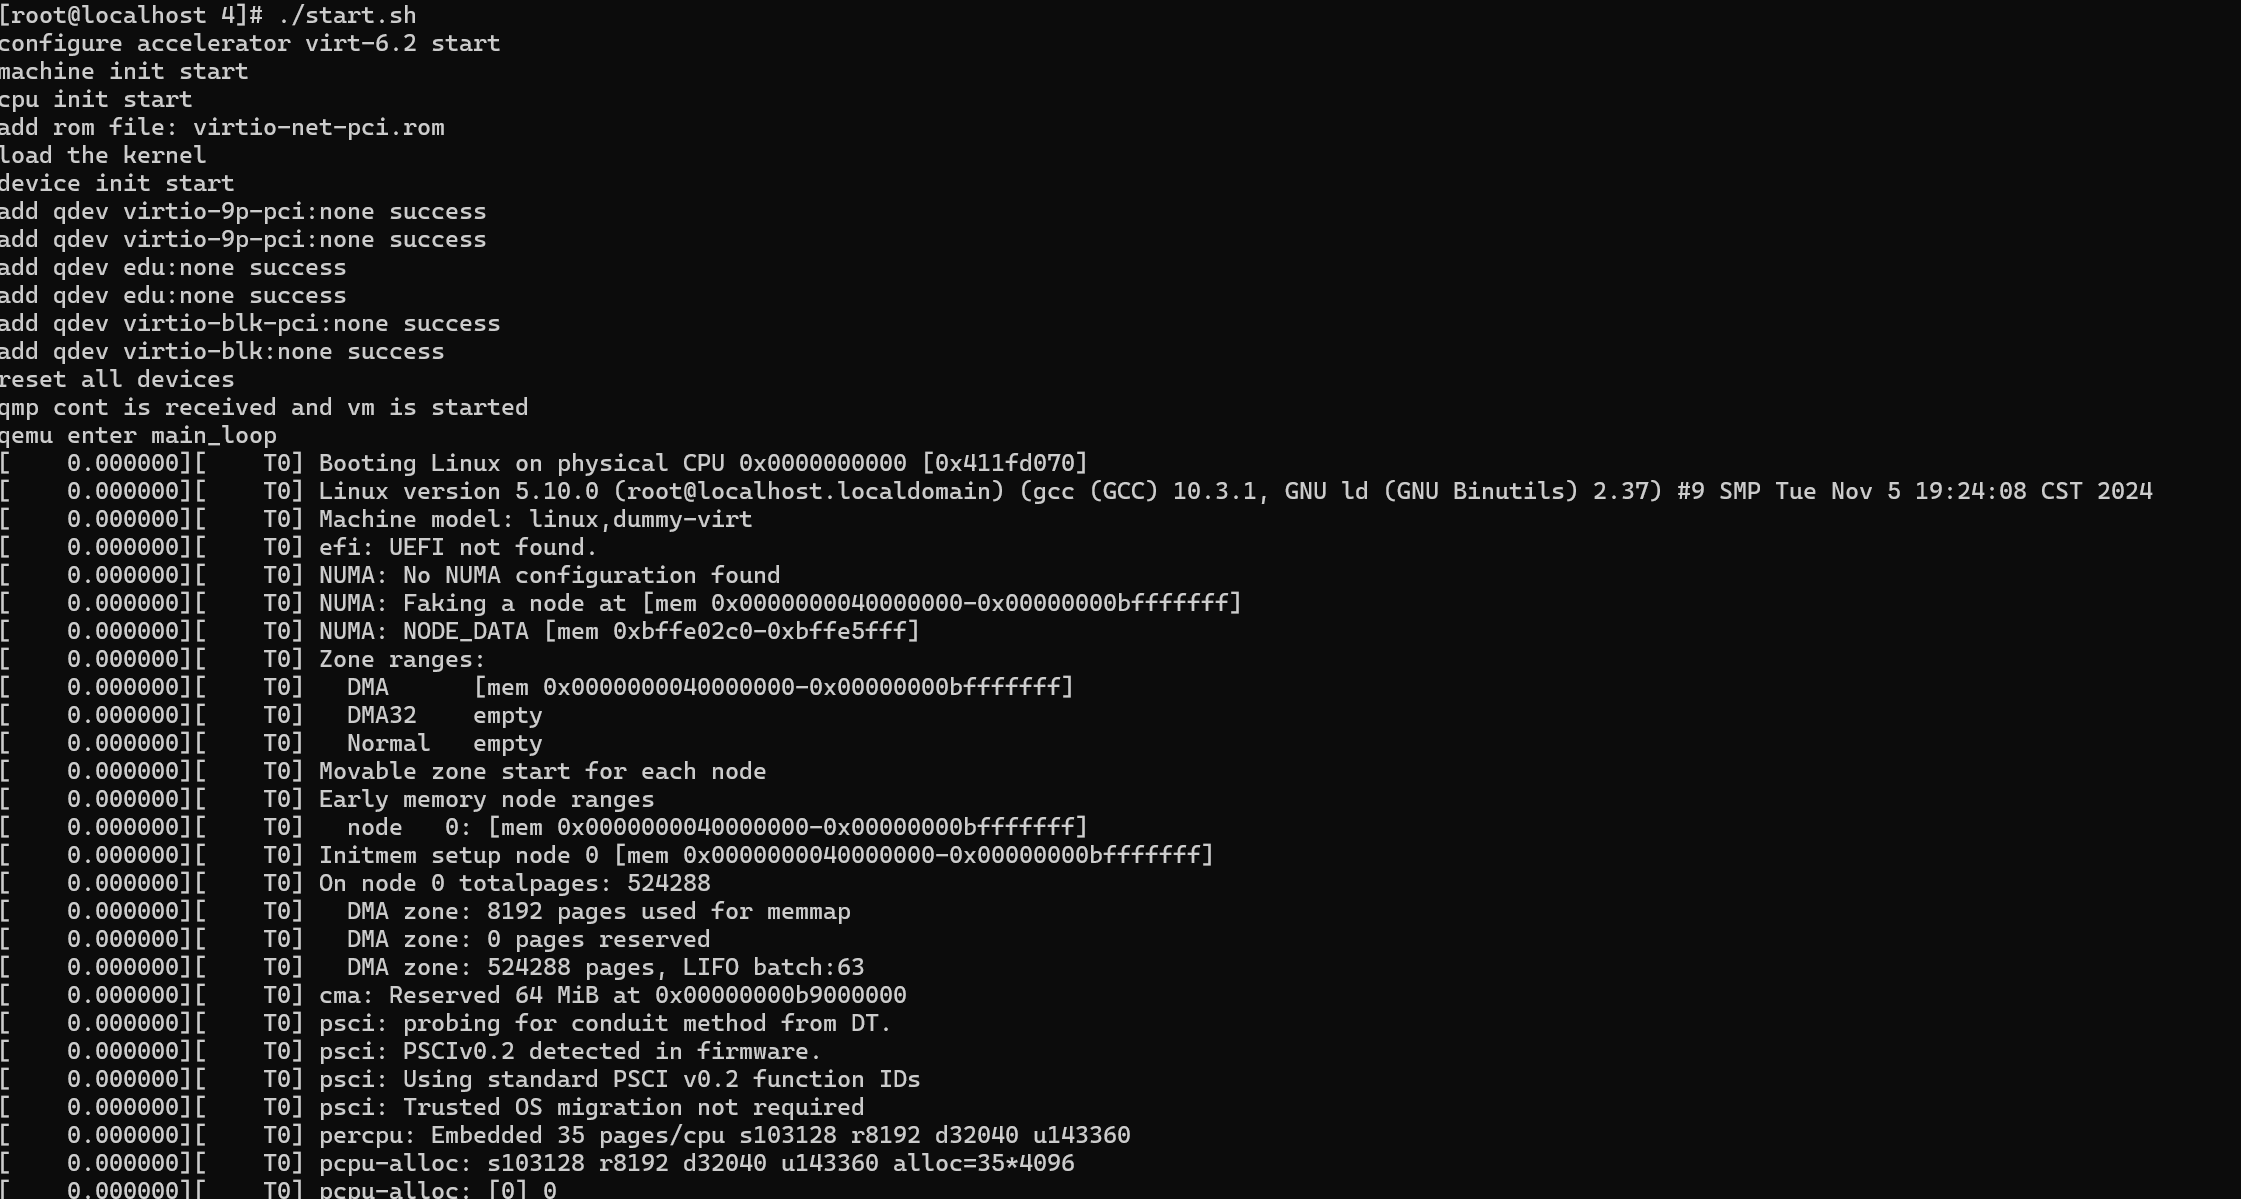 [root@localhost 4]# ./start.sh
configure accelerator virt-6.2 start
machine init start
cpu init start
add rom file: virtio-net-pci.rom
load the kernel
device init start
add qdev virtio-9p-pci:none success
add qdev virtio-9p-pci:none success
add qdev edu:none success
add qdev edu:none success
add qdev virtio-blk-pci:none success
add qdev virtio-blk:none success
reset all devices
qmp cont is received and vm is started
qemu enter main_loop
[    0.000000][    T0] Booting Linux on physical CPU 0x0000000000 [0x411fd070]
[    0.000000][    T0] Linux version 5.10.0 (root@localhost.localdomain) (gcc (GCC) 10.3.1, GNU ld (GNU Binutils) 2.37) #9 SMP Tue Nov 5 19:24:08 CST 2024
[    0.000000][    T0] Machine model: linux,dummy-virt
[    0.000000][    T0] efi: UEFI not found.
[    0.000000][    T0] NUMA: No NUMA configuration found
[    0.000000][    T0] NUMA: Faking a node at [mem 0x0000000040000000-0x00000000bfffffff]
[    0.000000][    T0] NUMA: NODE_DATA [mem 0xbffe02c0-0xbffe5fff]
[    0.000000][    T0] Zone ranges:
[    0.000000][    T0]   DMA      [mem 0x0000000040000000-0x00000000bfffffff]
[    0.000000][    T0]   DMA32    empty
[    0.000000][    T0]   Normal   empty
[    0.000000][    T0] Movable zone start for each node
[    0.000000][    T0] Early memory node ranges
[    0.000000][    T0]   node   0: [mem 0x0000000040000000-0x00000000bfffffff]
[    0.000000][    T0] Initmem setup node 0 [mem 0x0000000040000000-0x00000000bfffffff]
[    0.000000][    T0] On node 0 totalpages: 524288
[    0.000000][    T0]   DMA zone: 8192 pages used for memmap
[    0.000000][    T0]   DMA zone: 0 pages reserved
[    0.000000][    T0]   DMA zone: 524288 pages, LIFO batch:63
[    0.000000][    T0] cma: Reserved 64 MiB at 0x00000000b9000000
[    0.000000][    T0] psci: probing for conduit method from DT.
[    0.000000][    T0] psci: PSCIv0.2 detected in firmware.
[    0.000000][    T0] psci: Using standard PSCI v0.2 function IDs
[    0.000000][    T0] psci: Trusted OS migration not required
[    0.000000][    T0] percpu: Embedded 35 pages/cpu s103128 r8192 d32040 u143360
[    0.000000][    T0] pcpu-alloc: s103128 r8192 d32040 u143360 alloc=35*4096
[    0.000000][    T0] pcpu-alloc: [0] 0